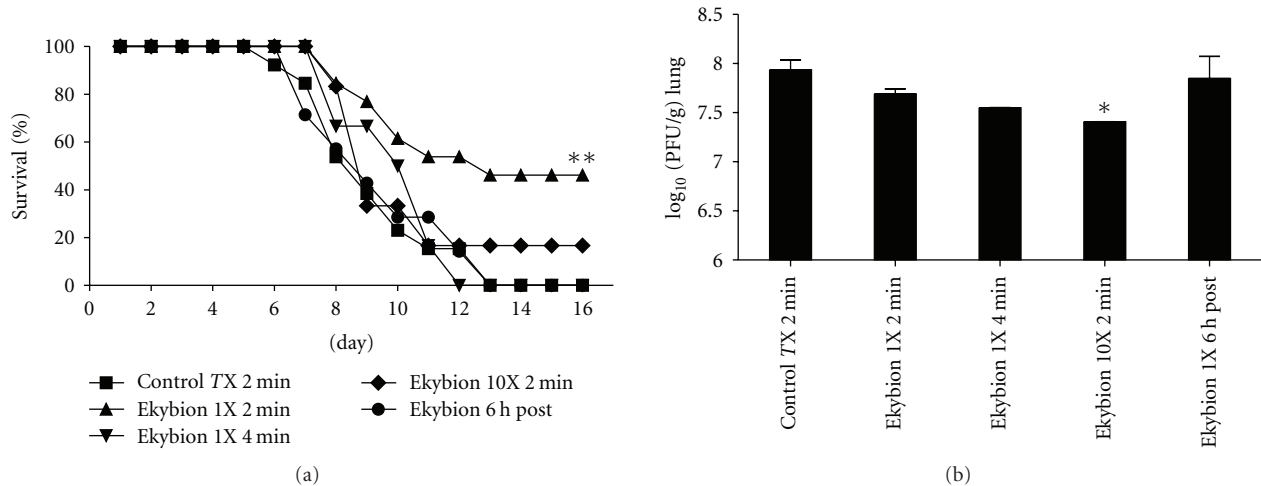 100
80
60
40
20
0
Survival (%)
**
0 2 4 6 8 10 12 14 16
(day)
Control TX 2 min
Ekybion 1X 2 min
Ekybion 1X 4 min
Ekybion 10X 2 min
Ekybion 6 h post
(a)
8.5
8
7.5
7
6.5
6
log₁₀ (PFU/g) lung
*
Control TX 2 min
Ekybion 1X 2 min
Ekybion 1X 4 min
Ekybion 10X 2 min
Ekybion 1X 6 h post
(b)